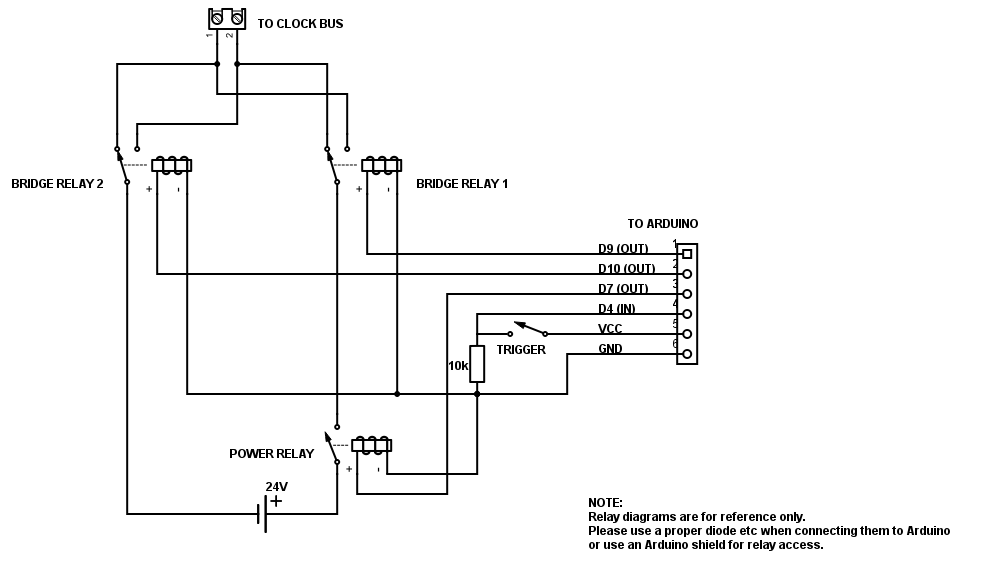 TO CLOCK BUS
1
2
BRIDGE RELAY 2
+
-
+
-
BRIDGE RELAY 1
TO ARDUINO
D9 (OUT)
1
D10 (OUT)
2
D7 (OUT)
3
D4 (IN)
4
VCC
5
TRIGGER
GND
6
10k
POWER RELAY
+
-
24V
+
NOTE:
Relay diagrams are for reference only.
Please use a proper diode etc when connecting them to Arduino
or use an Arduino shield for relay access.